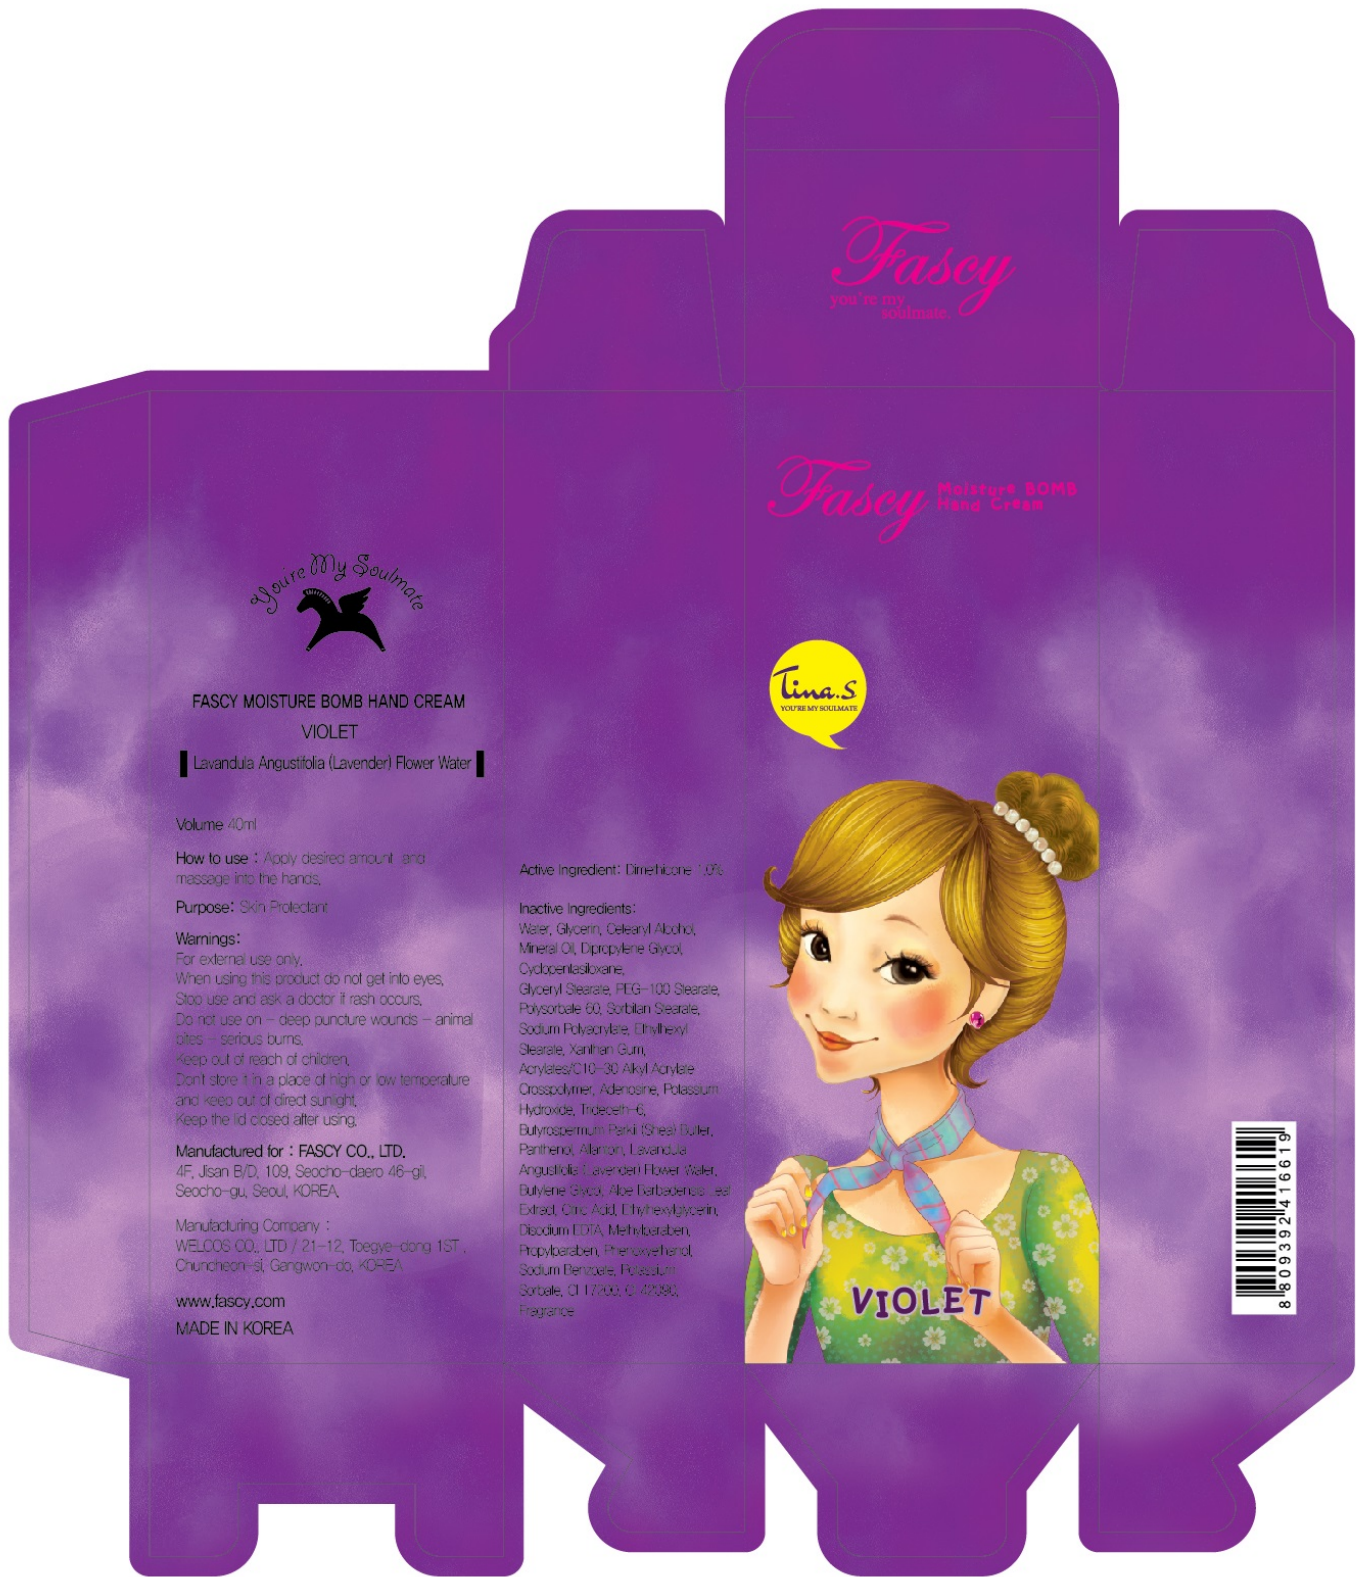 Fascy
you're my
soulmate.
Fascy Moisture BOMB
Hand Cream
Tina.S
YOU'RE MY SOULMATE
VIOLET
You're My Soulmate
FASCY MOISTURE BOMB HAND CREAM
VIOLET
Lavandula Angustifolia (Lavender) Flower Water
Volume 40ml
How to use : Apply desired amount and
massage into the hands.
Purpose: Skin Protectant
Warnings:
For external use only.
When using this product do not get into eyes.
Stop use and ask a doctor if rash occurs.
Do not use on - deep puncture wounds - animal
bites - serious burns.
Keep out of reach of children.
Don't store it in a place of high or low temperature
and keep out of direct sunlight.
Keep the lid closed after using.
Manufactured for : FASCY CO., LTD.
4F, Jisan B/D, 109, Seocho-daero 46-gil,
Seocho-gu, Seoul, KOREA.
Manufacturing Company :
WELCOS CO., LTD / 21-12, Toegye-dong 1ST ,
Chuncheon-si, Gangwon-do, KOREA
www.fascy.com
MADE IN KOREA
Active Ingredient: Dimethicone 1.0%
Inactive Ingredients:
Water, Glycerin, Cetearyl Alcohol,
Mineral Oil, Dipropylene Glycol,
Cyclopentasiloxane,
Glyceryl Stearate, PEG-100 Stearate,
Polysorbate 60, Sorbitan Stearate,
Sodium Polyacrylate, Ethylhexyl
Stearate, Xanthan Gum,
Acrylates/C10-30 Alkyl Acrylate
Crosspolymer, Adenosine, Potassium
Hydroxide, Trideceth-6,
Butyrospermum Parkii (Shea) Butter,
Panthenol, Allantoin, Lavandula
Angustifolia (Lavender) Flower Water,
Butylene Glycol, Aloe Barbadensis Leaf
Extract, Citric Acid, Ethylhexylglycerin,
Disodium EDTA, Methylparaben,
Propylparaben, Phenoxyethanol,
Sodium Benzoate, Potassium
Sorbate, CI 17200, CI 42090,
Fragrance
8 809392 416619